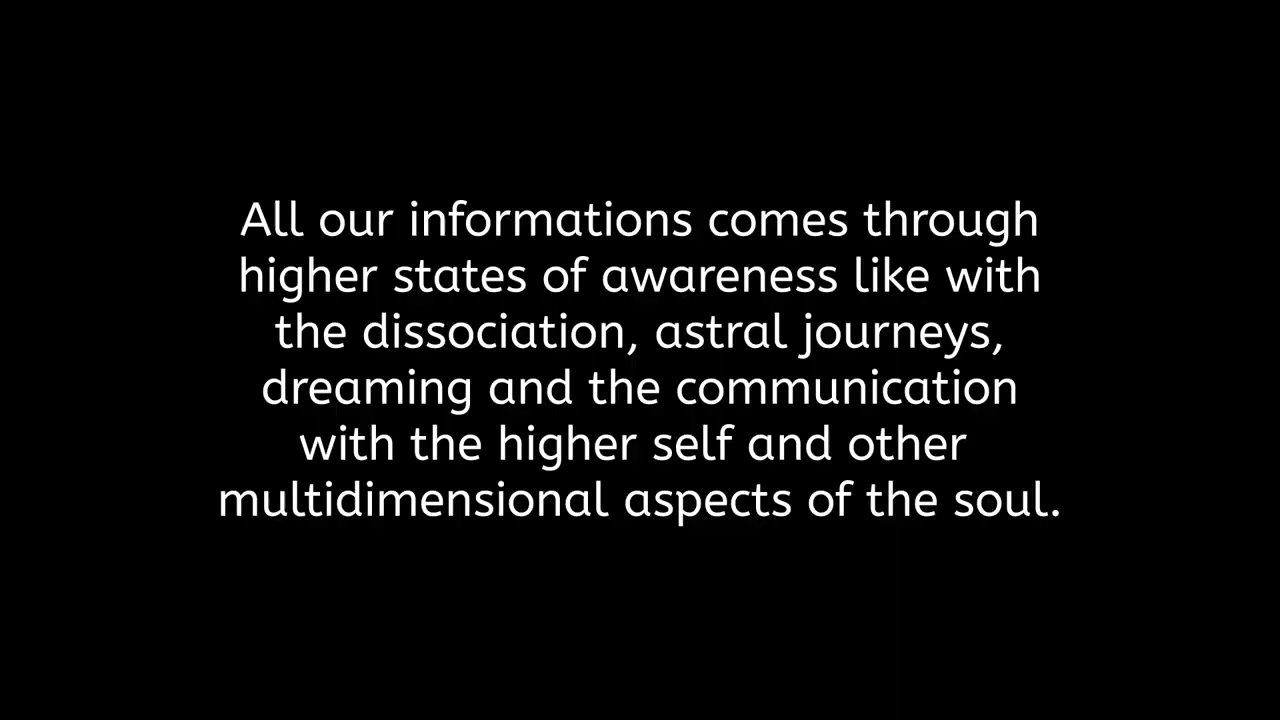 All our informations comes through
higher states of awareness like with
the dissociation, astral journeys,
dreaming and the communication
with the higher self and other
multidimensional aspects of the soul.